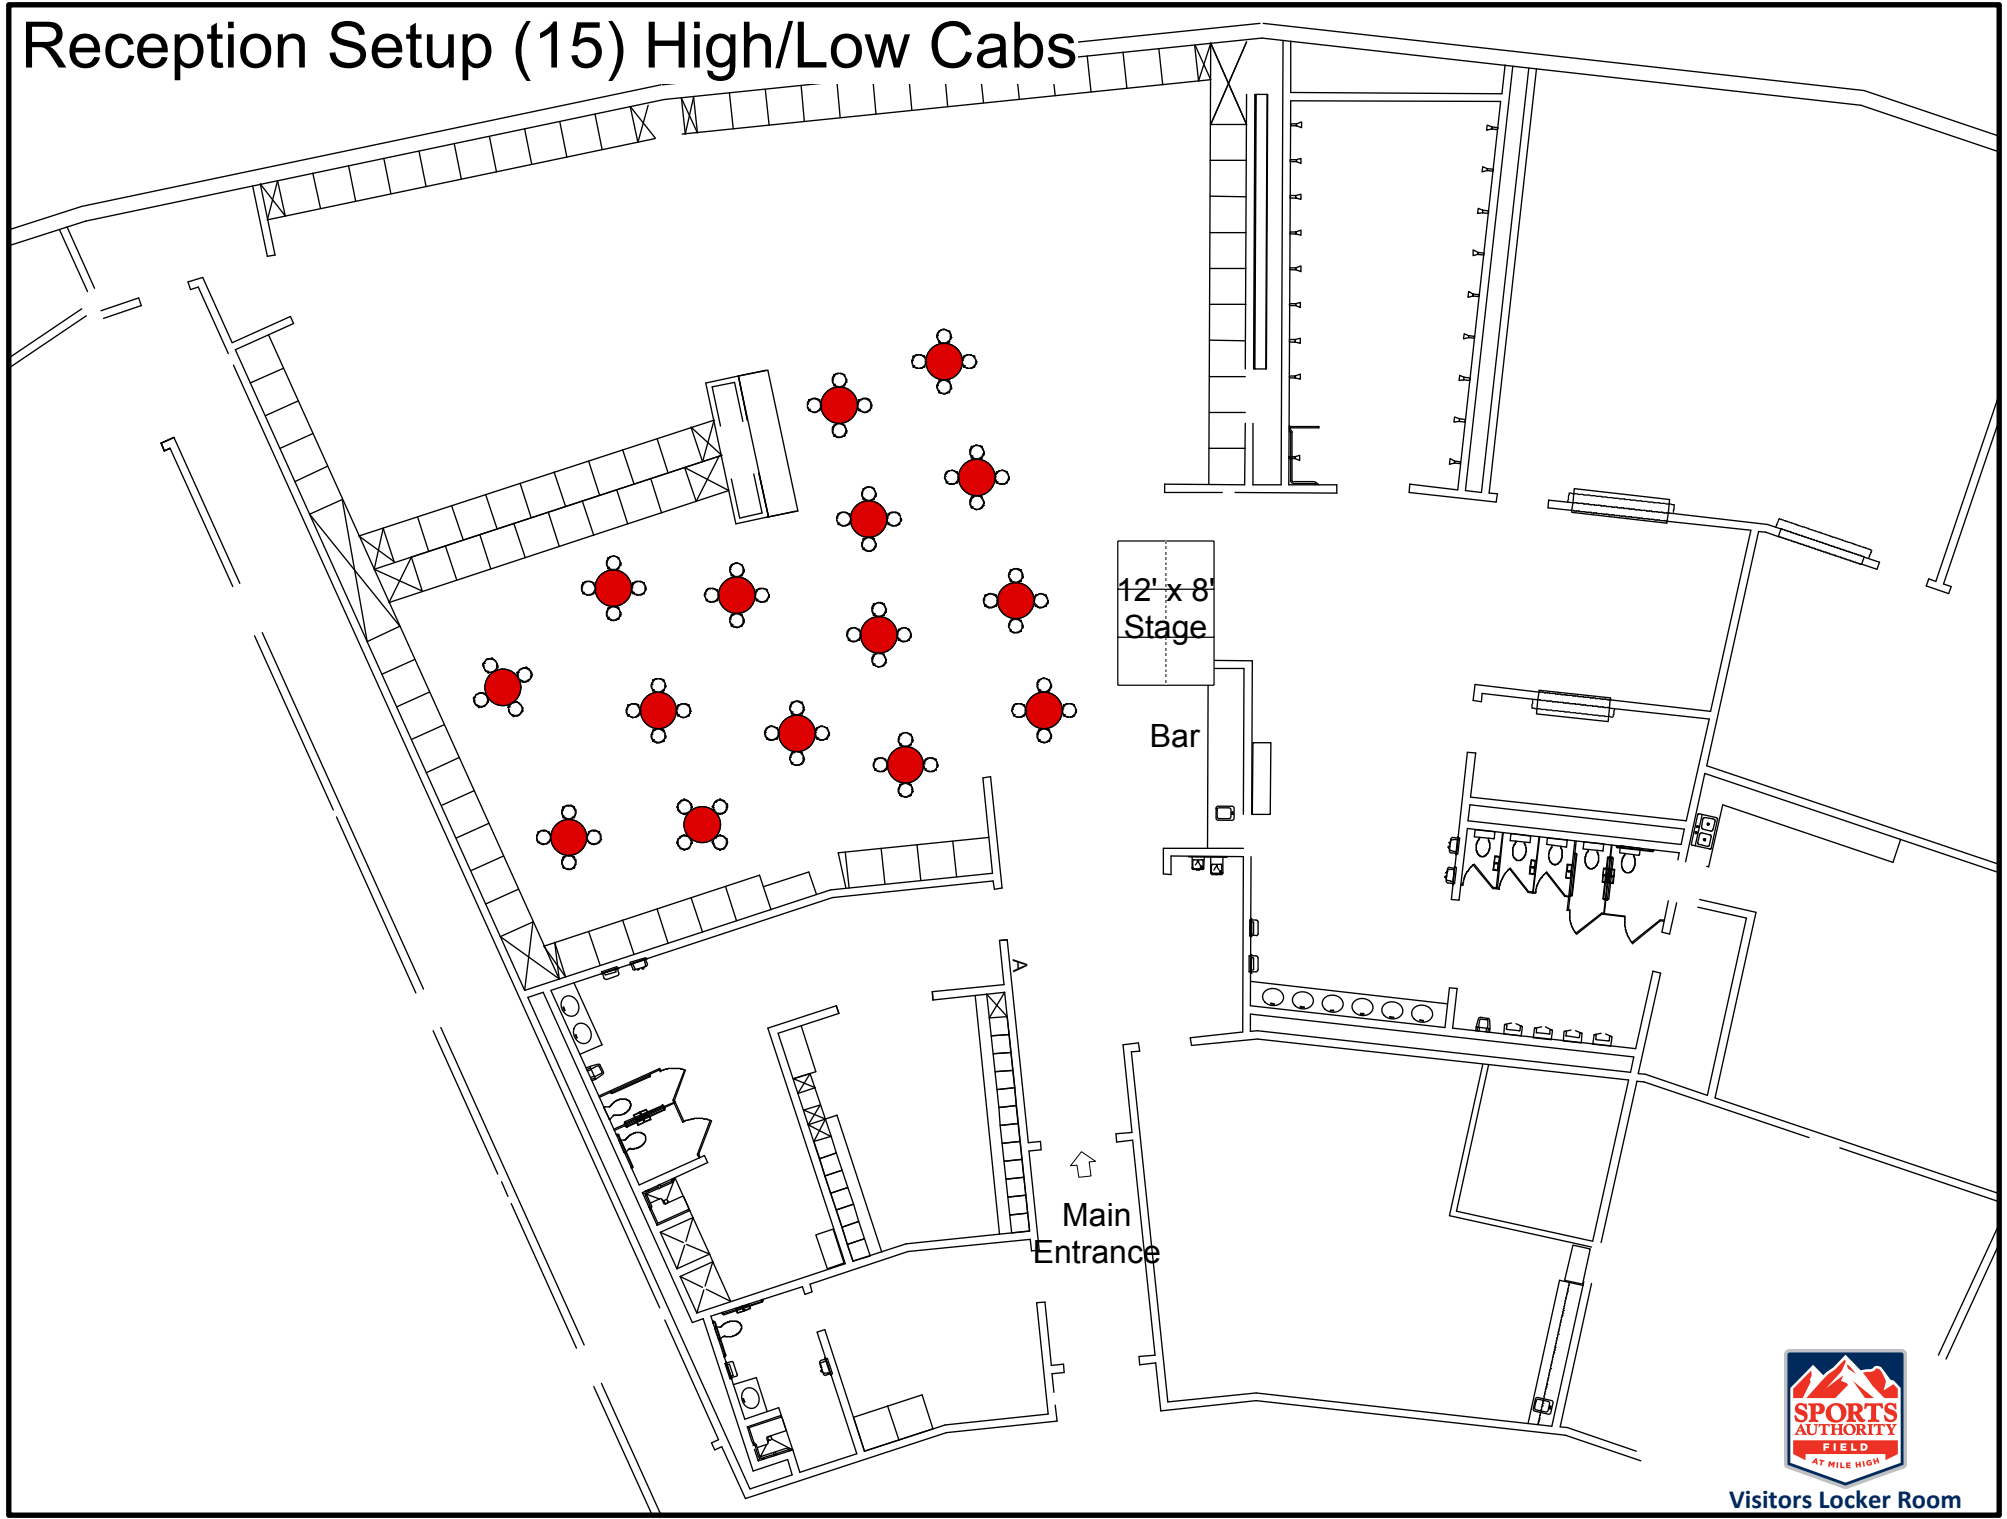 Reception Setup (15) High/Low Cabs
12' x 8'
Stage
Bar
A
Main
Entrance
SPORTS
AUTHORITY
FIELD
AT MILE HIGH
Visitors Locker Room